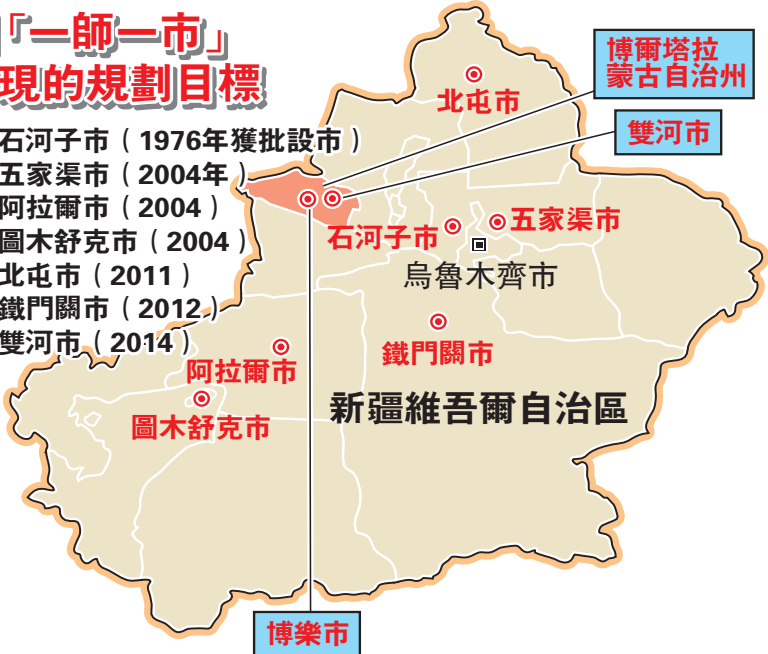 「一師一市」
現的規劃目標
石河子市（1976年獲批設市）
五家渠市（2004年）
阿拉爾市（2004）
圖木舒克市（2004）
北屯市（2011）
鐵門關市（2012）
雙河市（2014）
博爾塔拉
蒙古自治州
北屯市
雙河市
石河子市
五家渠市
烏魯木齊市
鐵門關市
阿拉爾市
新疆維吾爾自治區
圖木舒克市
博樂市